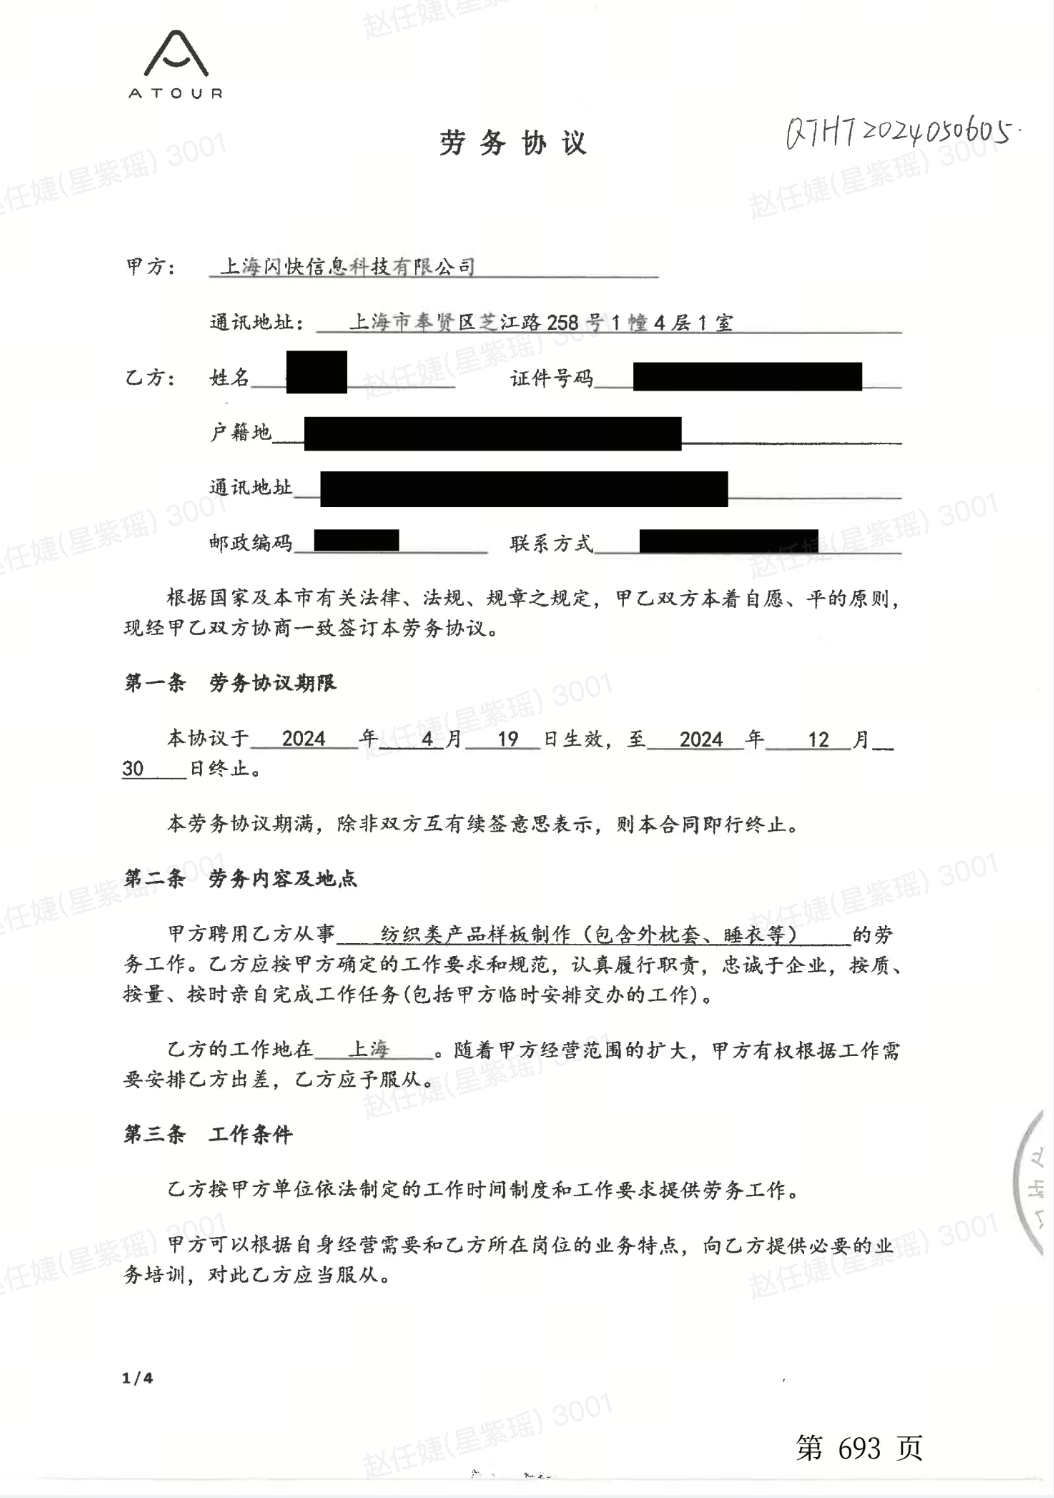 ATOUR
劳务协议
QTHT2024050605.
甲方： 上海闪快信息科技有限公司
通讯地址： 上海市奉贤区芝江路 258 号 1 幢 4 层 1 室
乙方： 姓名 证件号码
户籍地
通讯地址
邮政编码 联系方式
根据国家及本市有关法律、法规、规章之规定，甲乙双方本着自愿、平的原则，
现经甲乙双方协商一致签订本劳务协议。
第一条 劳务协议期限
本协议于 2024 年 4 月 19 日生效，至 2024 年 12 月
30 日终止。
本劳务协议期满，除非双方互有续签意思表示，则本合同即行终止。
第二条 劳务内容及地点
甲方聘用乙方从事 纺织类产品样板制作（包含外枕套、睡衣等） 的劳
务工作。乙方应按甲方确定的工作要求和规范，认真履行职责，忠诚于企业，按质、
按量、按时亲自完成工作任务(包括甲方临时安排交办的工作)。
乙方的工作地在 上海 。随着甲方经营范围的扩大，甲方有权根据工作需
要安排乙方出差，乙方应予服从。
第三条 工作条件
乙方按甲方单位依法制定的工作时间制度和工作要求提供劳务工作。
甲方可以根据自身经营需要和乙方所在岗位的业务特点，向乙方提供必要的业
务培训，对此乙方应当服从。
1 / 4
第 693 页
赵任婕(星紫瑶) 3001